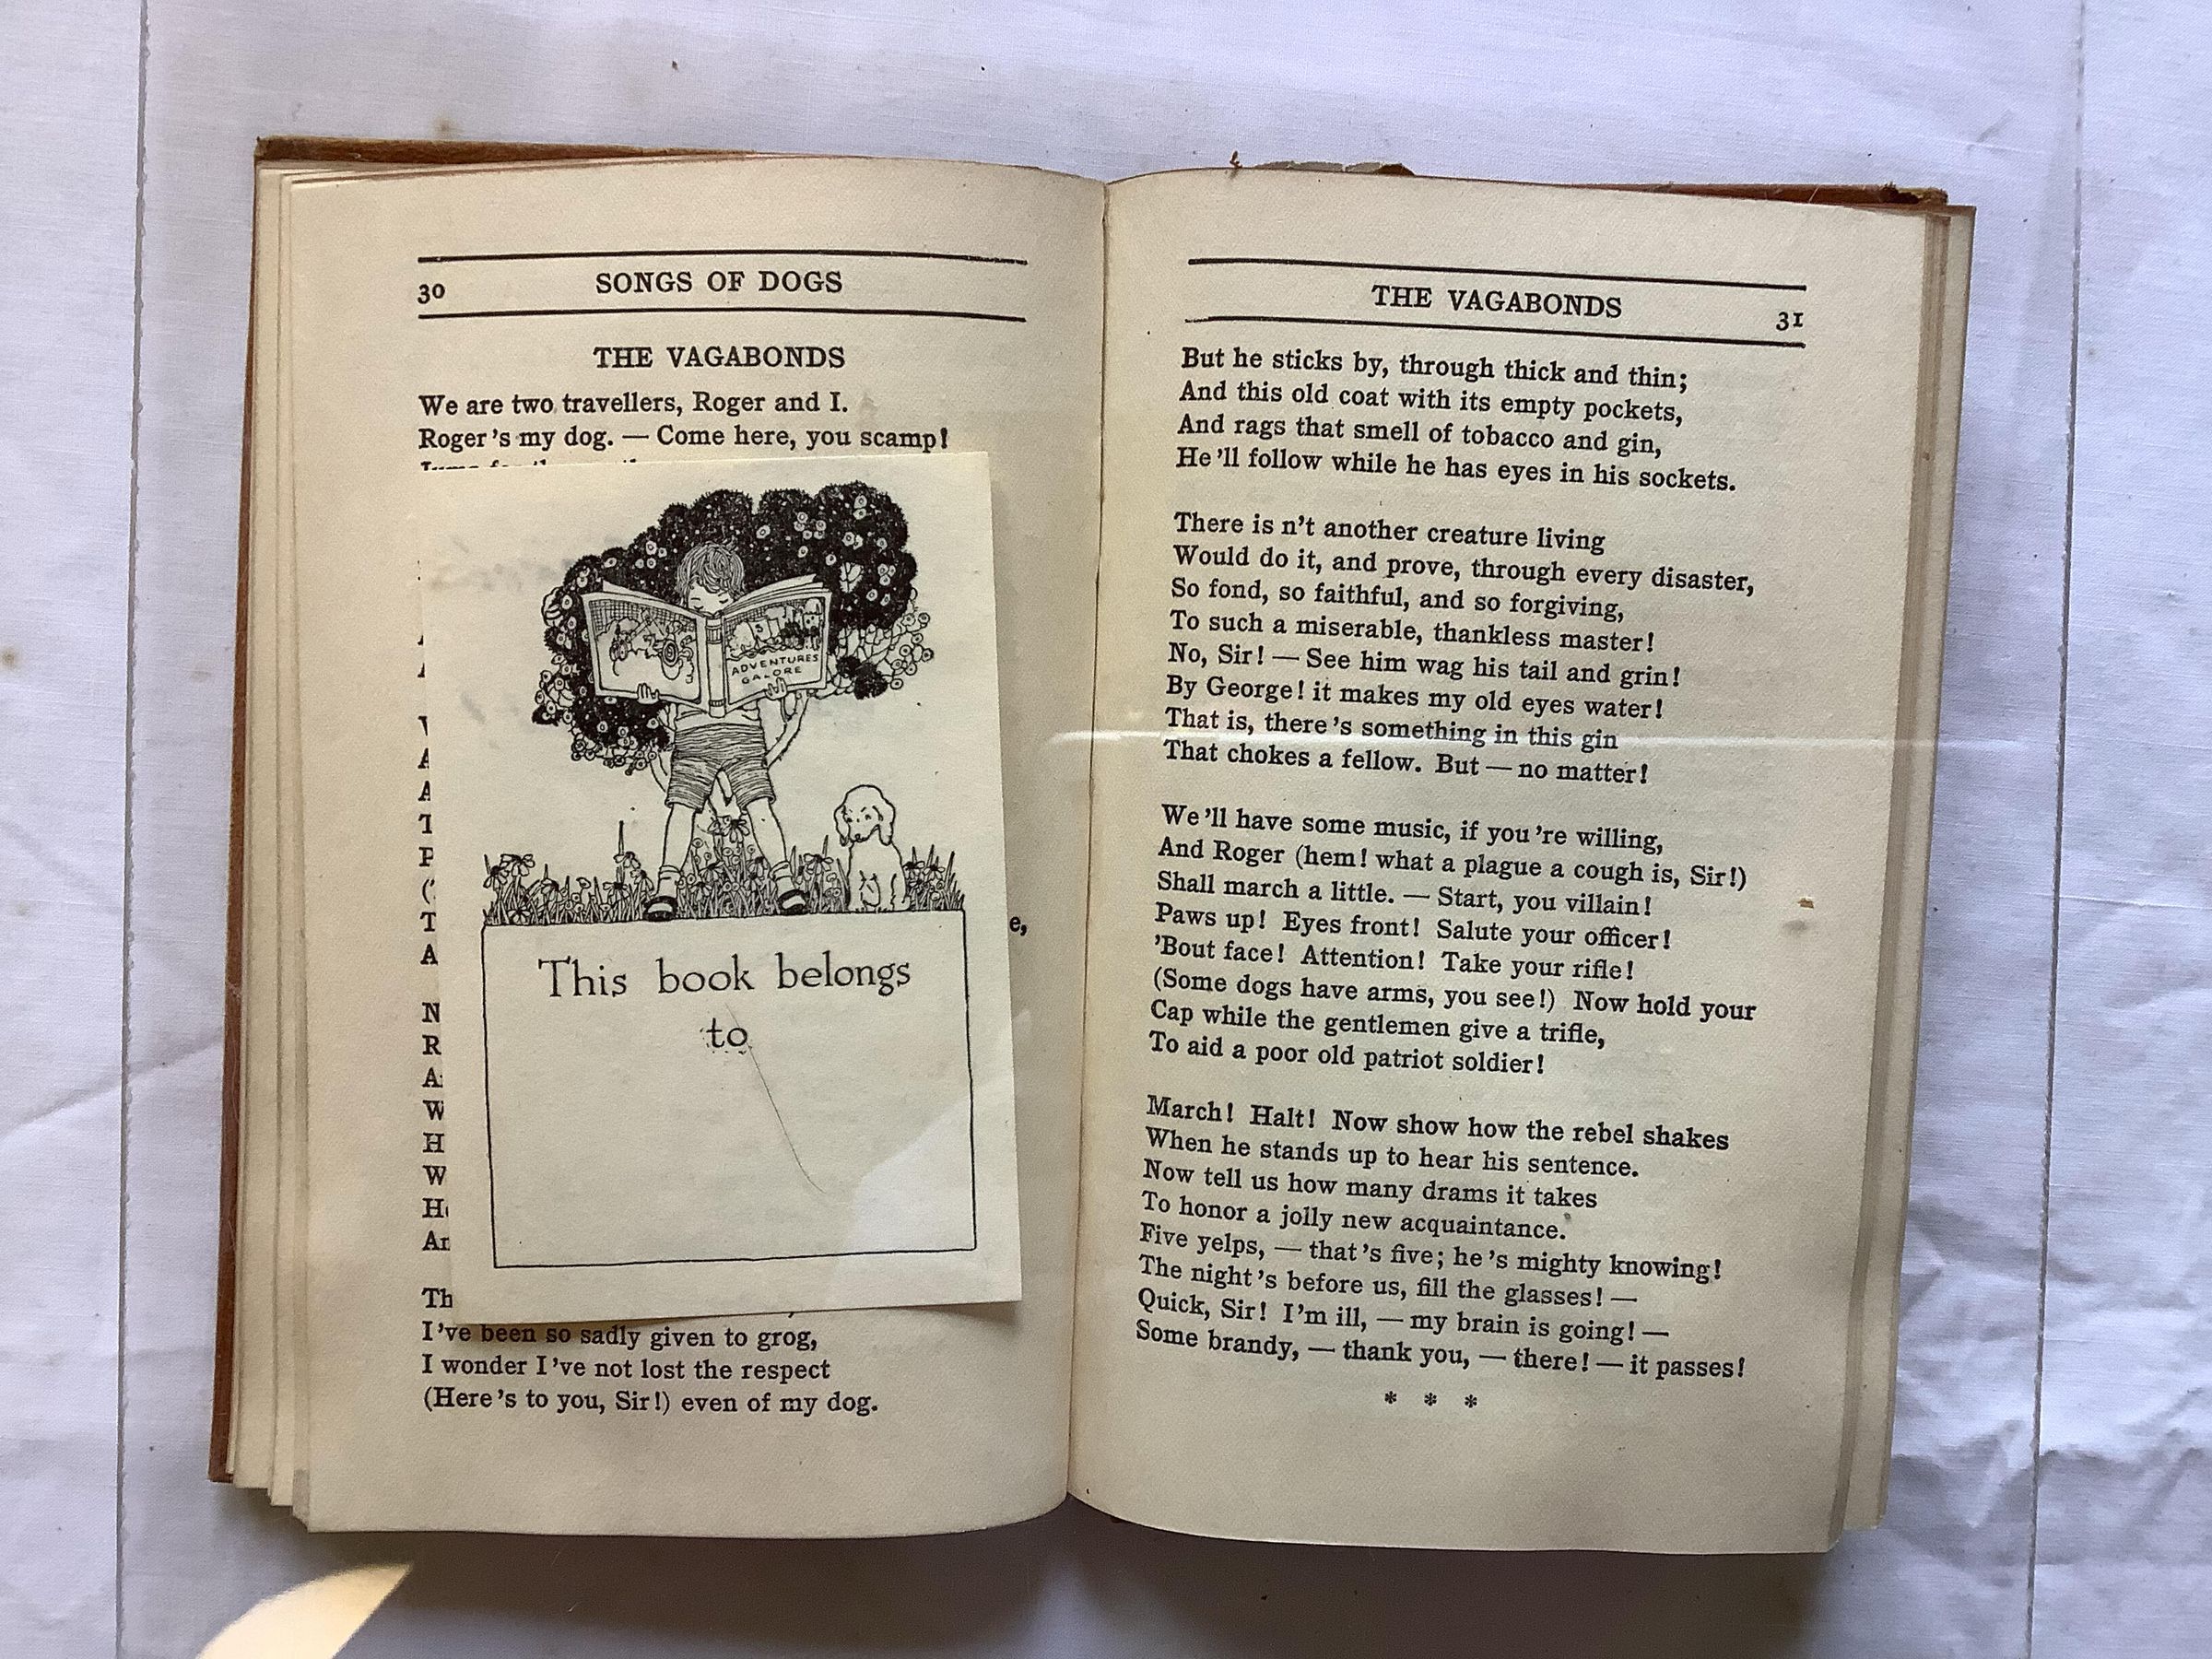 30 SONGS OF DOGS
THE VAGABONDS
We are two travellers, Roger and I.
Roger's my dog. — Come here, you scamp!
ADVENTURES
GALORE
This book belongs
to
e,
V
A
A
T
P
T
A
N
R
A
W
H
W
H
Ar
Th
I've been so sadly given to grog,
I wonder I've not lost the respect
(Here's to you, Sir!) even of my dog.
THE VAGABONDS 31
But he sticks by, through thick and thin;
And this old coat with its empty pockets,
And rags that smell of tobacco and gin,
He'll follow while he has eyes in his sockets.
There is n't another creature living
Would do it, and prove, through every disaster,
So fond, so faithful, and so forgiving,
To such a miserable, thankless master!
No, Sir! — See him wag his tail and grin!
By George! it makes my old eyes water!
That is, there's something in this gin
That chokes a fellow. But — no matter!
We'll have some music, if you're willing,
And Roger (hem! what a plague a cough is, Sir!)
Shall march a little. — Start, you villain!
Paws up! Eyes front! Salute your officer!
'Bout face! Attention! Take your rifle!
(Some dogs have arms, you see!) Now hold your
Cap while the gentlemen give a trifle,
To aid a poor old patriot soldier!
March! Halt! Now show how the rebel shakes
When he stands up to hear his sentence.
Now tell us how many drams it takes
To honor a jolly new acquaintance.
Five yelps, — that's five; he's mighty knowing!
The night's before us, fill the glasses! —
Quick, Sir! I'm ill, — my brain is going! —
Some brandy, — thank you, — there! — it passes!
* * *